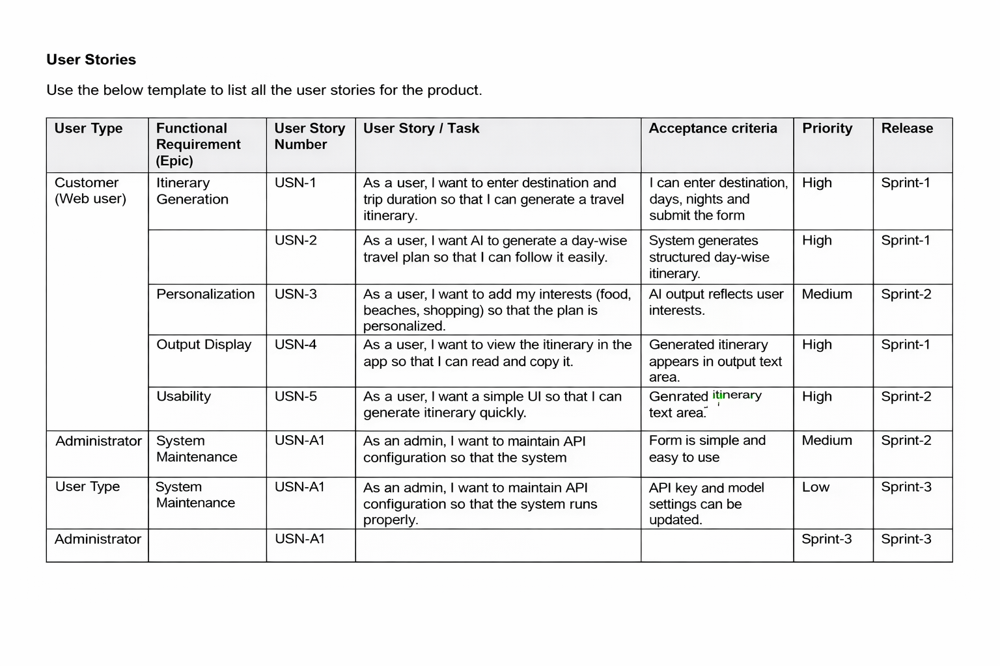 User Stories
Use the below template to list all the user stories for the product.
User Type | Functional Requirement (Epic) | User Story Number | User Story / Task | Acceptance criteria | Priority | Release
Customer (Web user) | Itinerary Generation | USN-1 | As a user, I want to enter destination and trip duration so that I can generate a travel itinerary. | I can enter destination, days, nights and submit the form | High | Sprint-1
USN-2 | As a user, I want AI to generate a day-wise travel plan so that I can follow it easily. | System generates structured day-wise itinerary. | High | Sprint-1
Personalization | USN-3 | As a user, I want to add my interests (food, beaches, shopping) so that the plan is personalized. | AI output reflects user interests. | Medium | Sprint-2
Output Display | USN-4 | As a user, I want to view the itinerary in the app so that I can read and copy it. | Generated itinerary appears in output text area. | High | Sprint-1
Usability | USN-5 | As a user, I want a simple UI so that I can generate itinerary quickly. | Genrated itinerary text area. | High | Sprint-2
Administrator | System Maintenance | USN-A1 | As an admin, I want to maintain API configuration so that the system | Form is simple and easy to use | Medium | Sprint-2
User Type | System Maintenance | USN-A1 | As an admin, I want to maintain API configuration so that the system runs properly. | API key and model settings can be updated. | Low | Sprint-3
Administrator | USN-A1 | Sprint-3 | Sprint-3